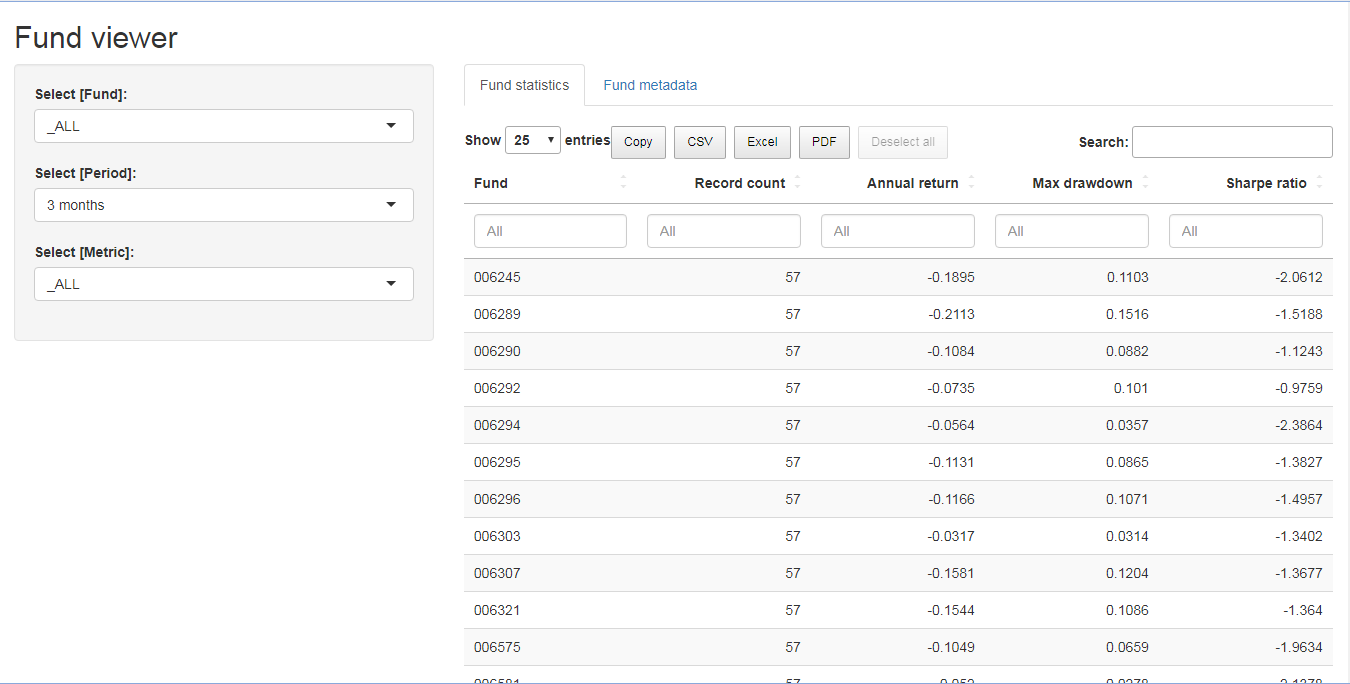 Fund viewer
Select [Fund]:
_ALL
Select [Period]:
3 months
Select [Metric]:
_ALL
Fund statistics Fund metadata
Show 25 entries Copy CSV Excel PDF Deselect all Search:
Fund Record count Annual return Max drawdown Sharpe ratio
All All All All All
006245 57 -0.1895 0.1103 -2.0612
006289 57 -0.2113 0.1516 -1.5188
006290 57 -0.1084 0.0882 -1.1243
006292 57 -0.0735 0.101 -0.9759
006294 57 -0.0564 0.0357 -2.3864
006295 57 -0.1131 0.0865 -1.3827
006296 57 -0.1166 0.1071 -1.4957
006303 57 -0.0317 0.0314 -1.3402
006307 57 -0.1581 0.1204 -1.3677
006321 57 -0.1544 0.1086 -1.364
006575 57 -0.1049 0.0659 -1.9634